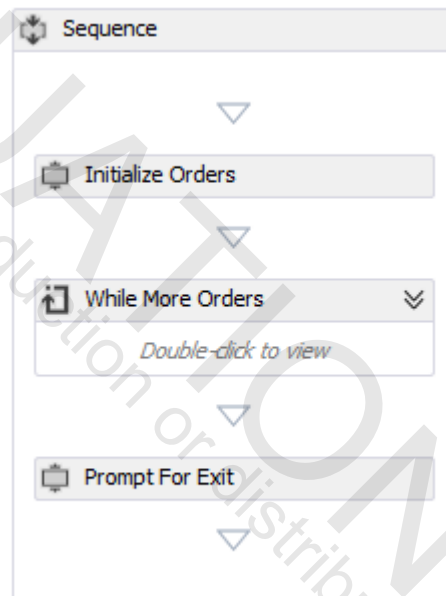 Sequence
Initialize Orders
While More Orders
Double-click to view
Prompt For Exit